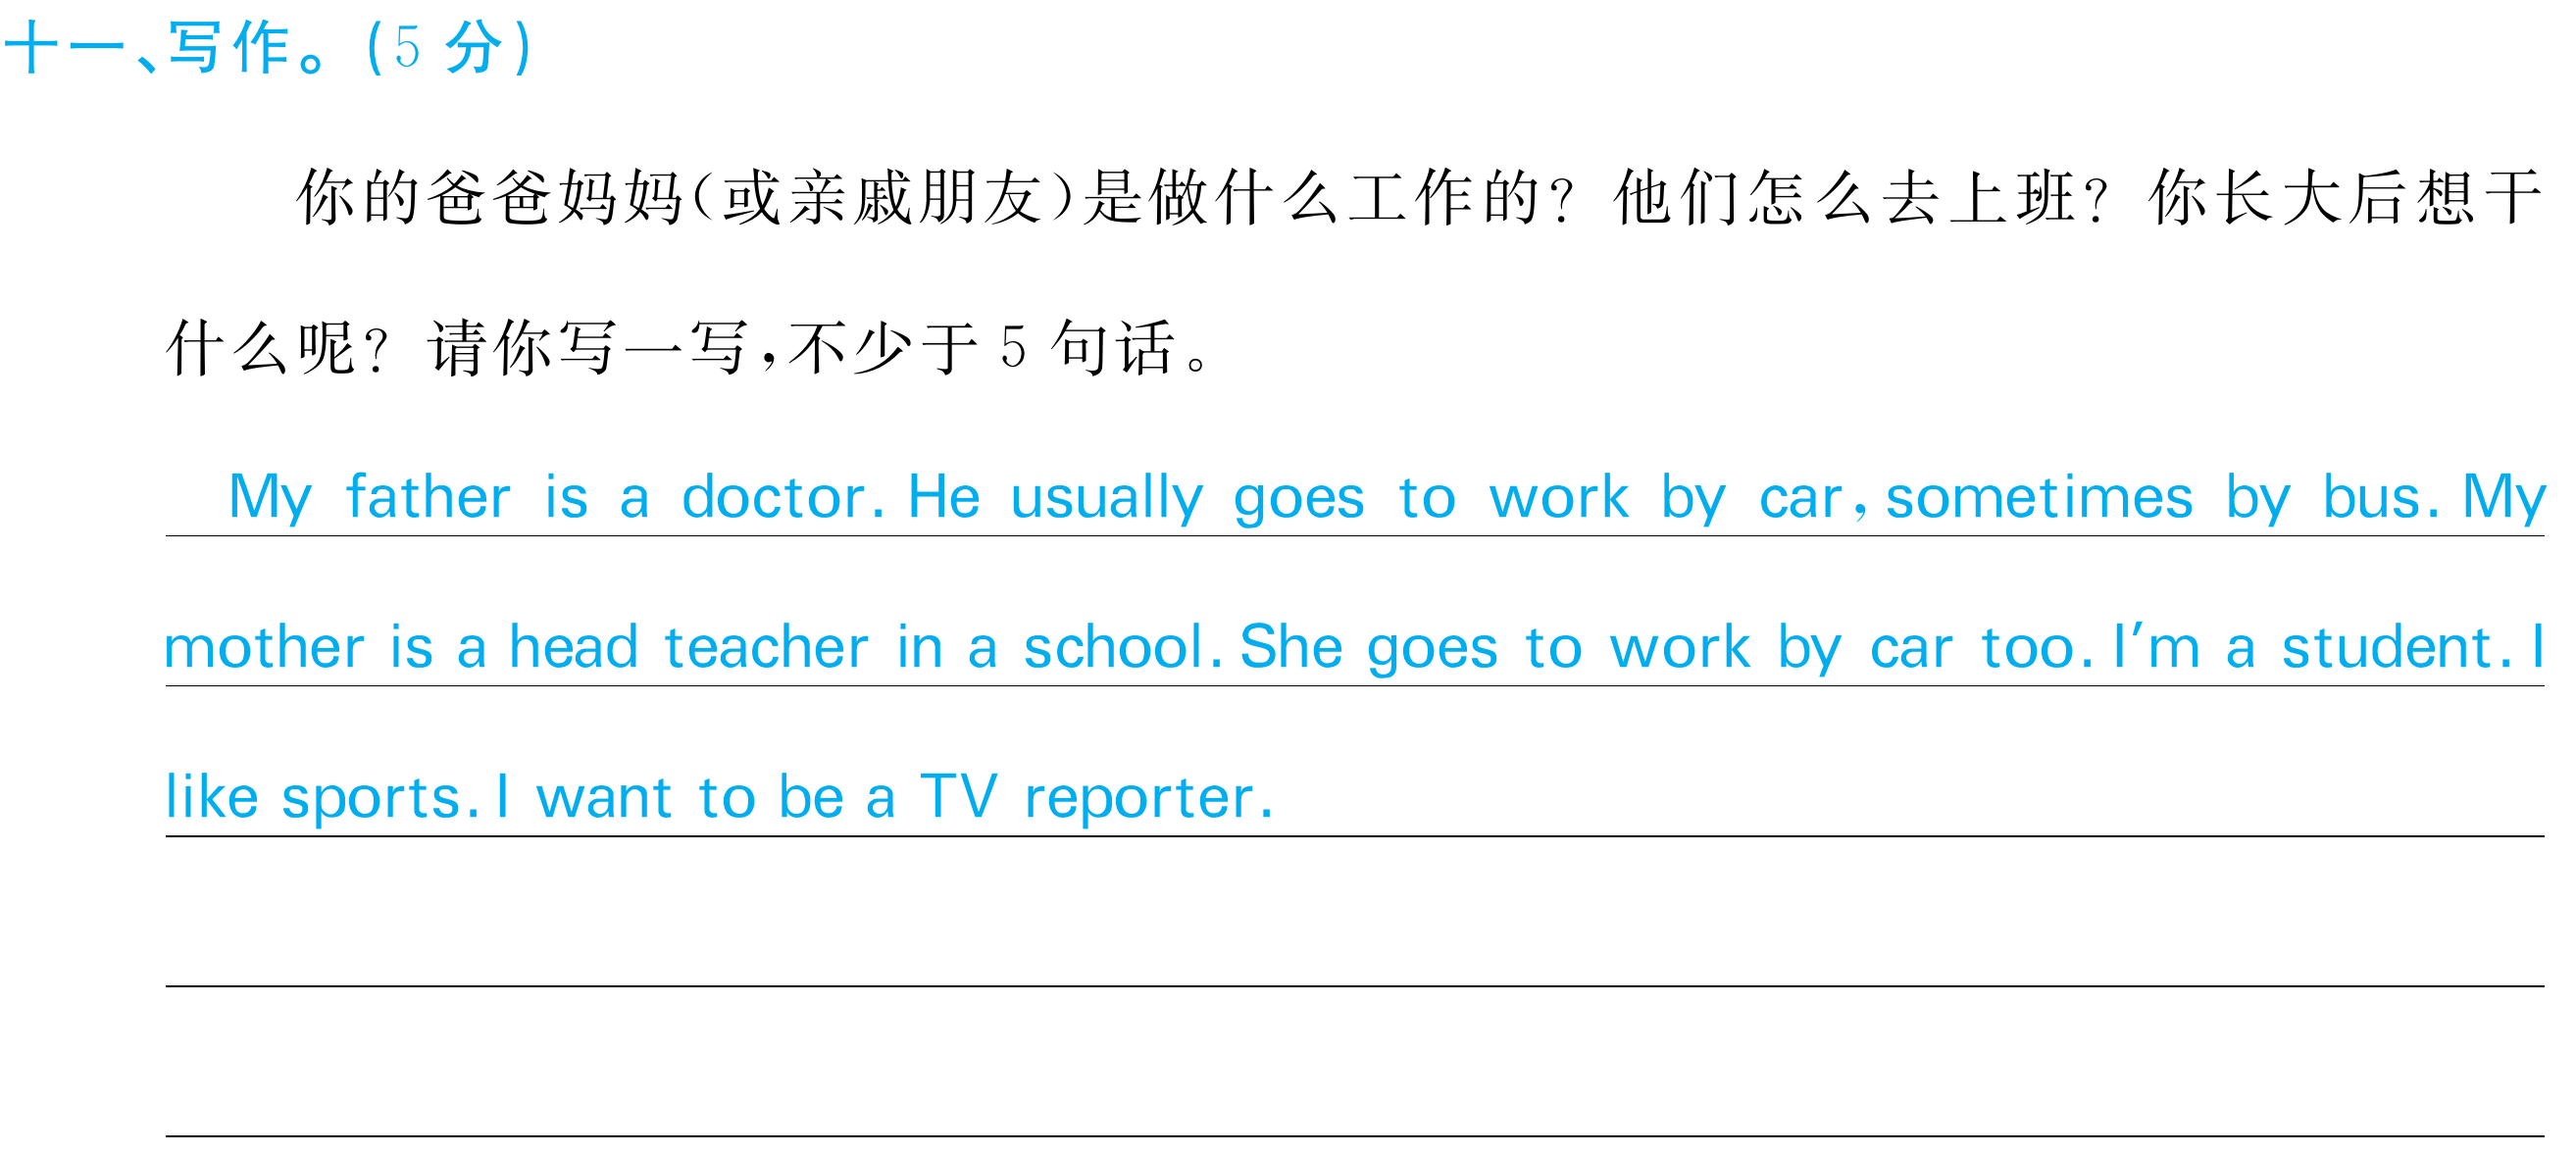 十一、写作。(5 分)
你的爸爸妈妈(或亲戚朋友)是做什么工作的? 他们怎么去上班? 你长大后想干
什么呢? 请你写一写,不少于 5 句话。
My father is a doctor. He usually goes to work by car, sometimes by bus. My
mother is a head teacher in a school. She goes to work by car too. I'm a student. I
like sports. I want to be a TV reporter.